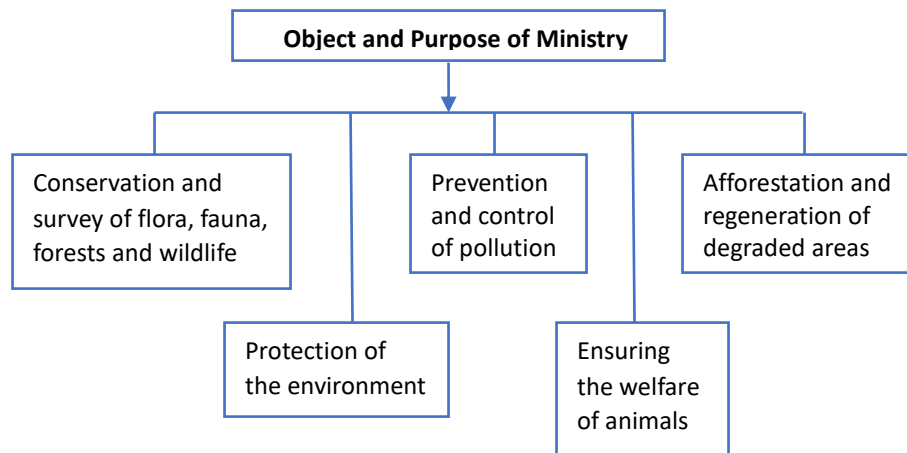 Object and Purpose of Ministry
Conservation and
survey of flora, fauna,
forests and wildlife
Prevention
and control
of pollution
Afforestation and
regeneration of
degraded areas
Protection of
the environment
Ensuring
the welfare
of animals